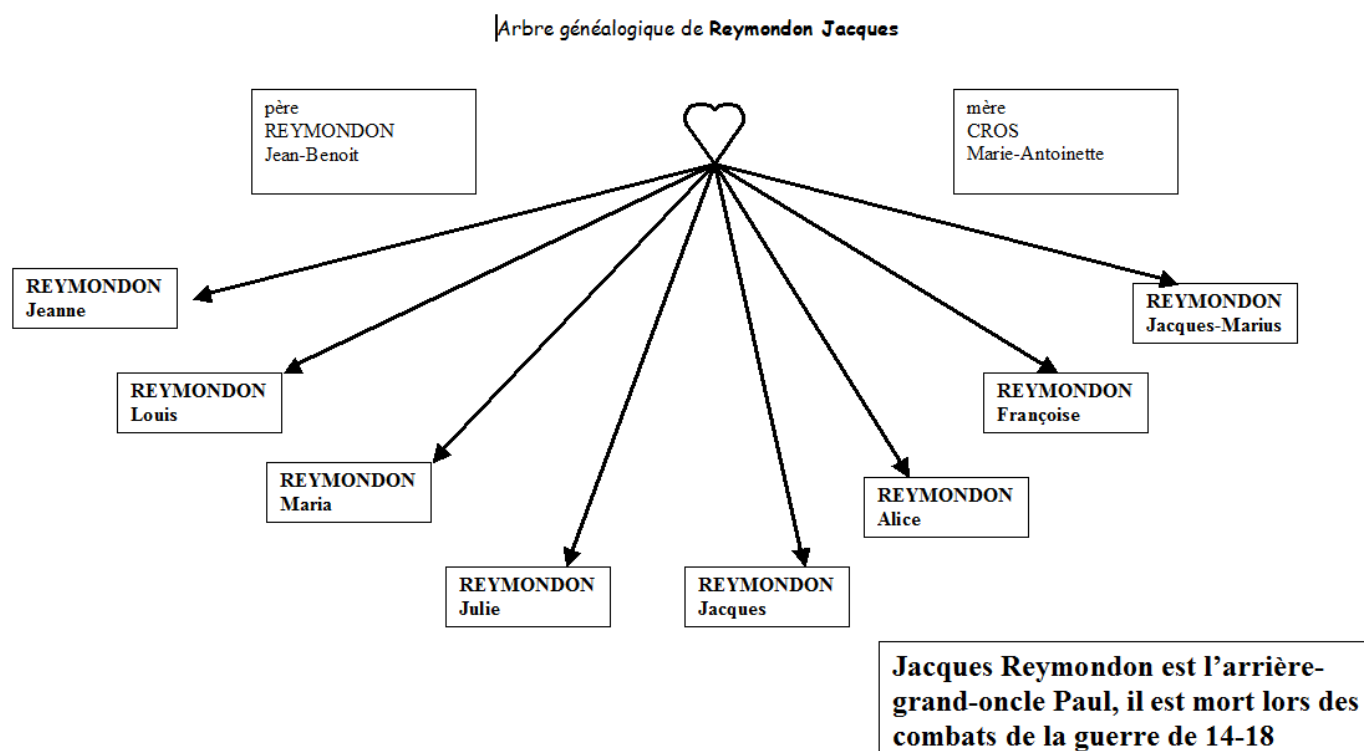 Arbre généalogique de Reymondon Jacques
père
REYMONDON
Jean-Benoit
mère
CROS
Marie-Antoinette
REYMONDON
Jeanne
REYMONDON
Jacques-Marius
REYMONDON
Louis
REYMONDON
Françoise
REYMONDON
Maria
REYMONDON
Alice
REYMONDON
Julie
REYMONDON
Jacques
Jacques Reymondon est l’arrière-
grand-oncle Paul, il est mort lors des
combats de la guerre de 14-18